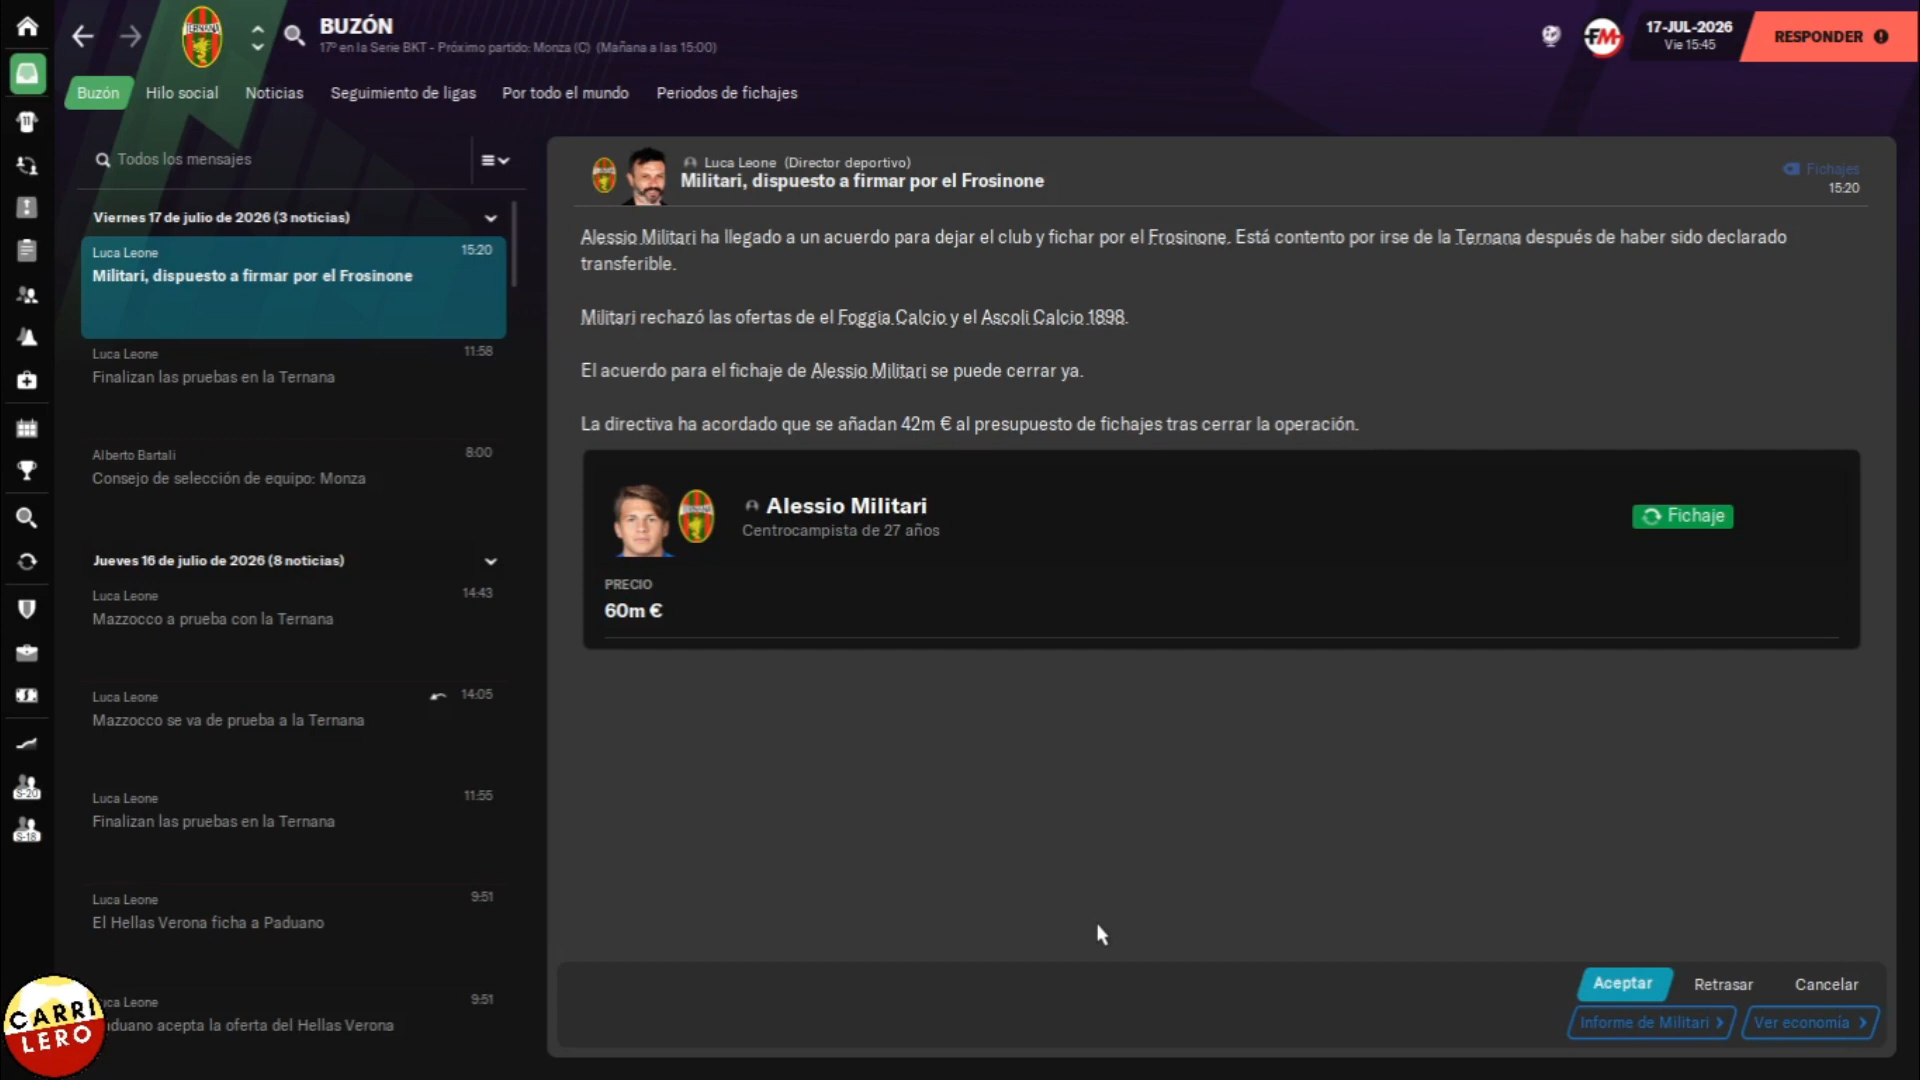 BUZÓN
17º en la Serie BKT - Próximo partido: Monza (C) (Mañana a las 15:00)
FM
17-JUL-2026
Vie 15:45
RESPONDER
Buzón
Hilo social
Noticias
Seguimiento de ligas
Por todo el mundo
Periodos de fichajes
Todos los mensajes
Viernes 17 de julio de 2026 (3 noticias)
Luca Leone
15:20
Militari, dispuesto a firmar por el Frosinone
Luca Leone
11:58
Finalizan las pruebas en la Ternana
Alberto Bartali
8:00
Consejo de selección de equipo: Monza
Jueves 16 de julio de 2026 (8 noticias)
Luca Leone
14:43
Mazzocco a prueba con la Ternana
Luca Leone
14:05
Mazzocco se va de prueba a la Ternana
Luca Leone
11:55
Finalizan las pruebas en la Ternana
Luca Leone
9:51
El Hellas Verona ficha a Paduano
uca Leone
9:51
duano acepta la oferta del Hellas Verona
S-20
S-18
CARRI
LERO
Luca Leone (Director deportivo)
Militari, dispuesto a firmar por el Frosinone
Fichajes
15:20
Alessio Militari ha llegado a un acuerdo para dejar el club y fichar por el Frosinone. Está contento por irse de la Ternana después de haber sido declarado
transferible.
Militari rechazó las ofertas de el Foggia Calcio y el Ascoli Calcio 1898.
El acuerdo para el fichaje de Alessio Militari se puede cerrar ya.
La directiva ha acordado que se añadan 42m € al presupuesto de fichajes tras cerrar la operación.
Alessio Militari
Centrocampista de 27 años
Fichaje
PRECIO
60m €
Aceptar
Retrasar
Cancelar
Informe de Militari
Ver economía